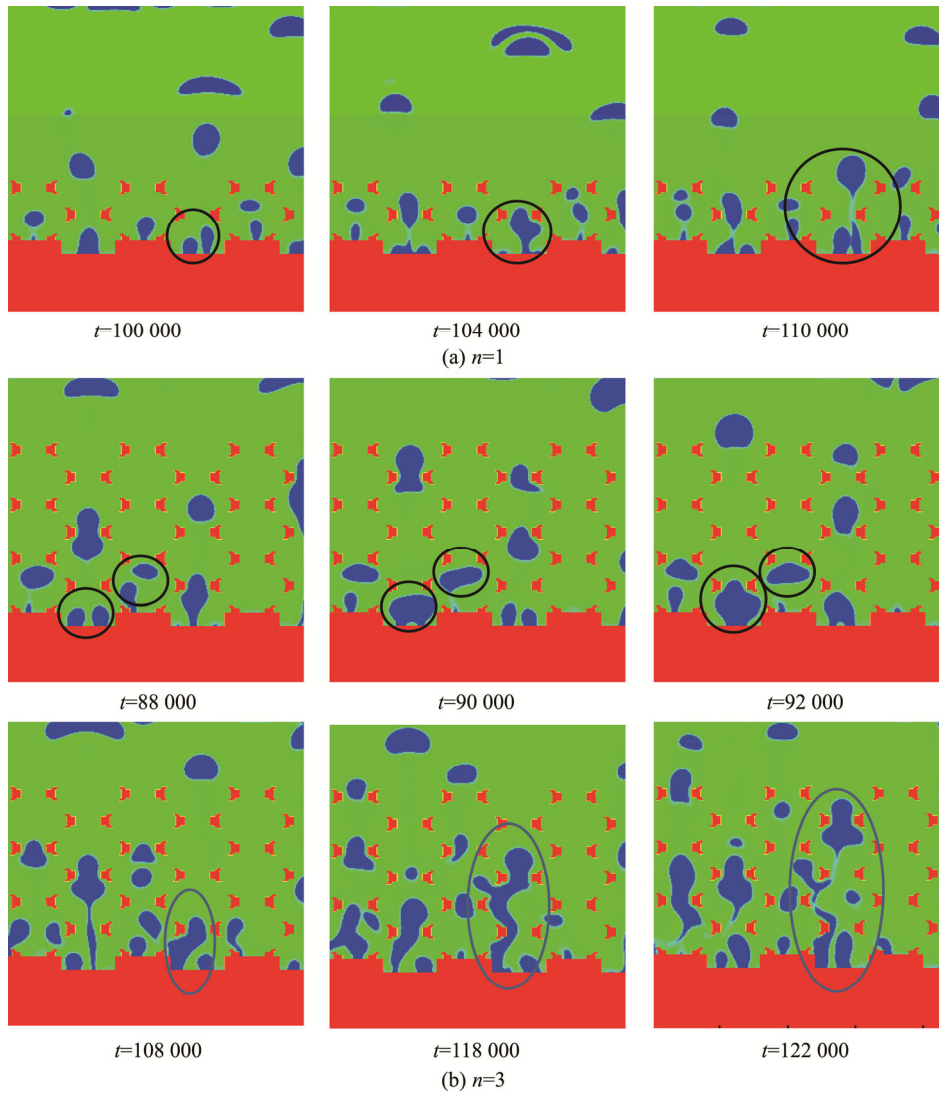 t=100 000 t=104 000 t=110 000
(a) n=1
t=88 000 t=90 000 t=92 000
t=108 000 t=118 000 t=122 000
(b) n=3